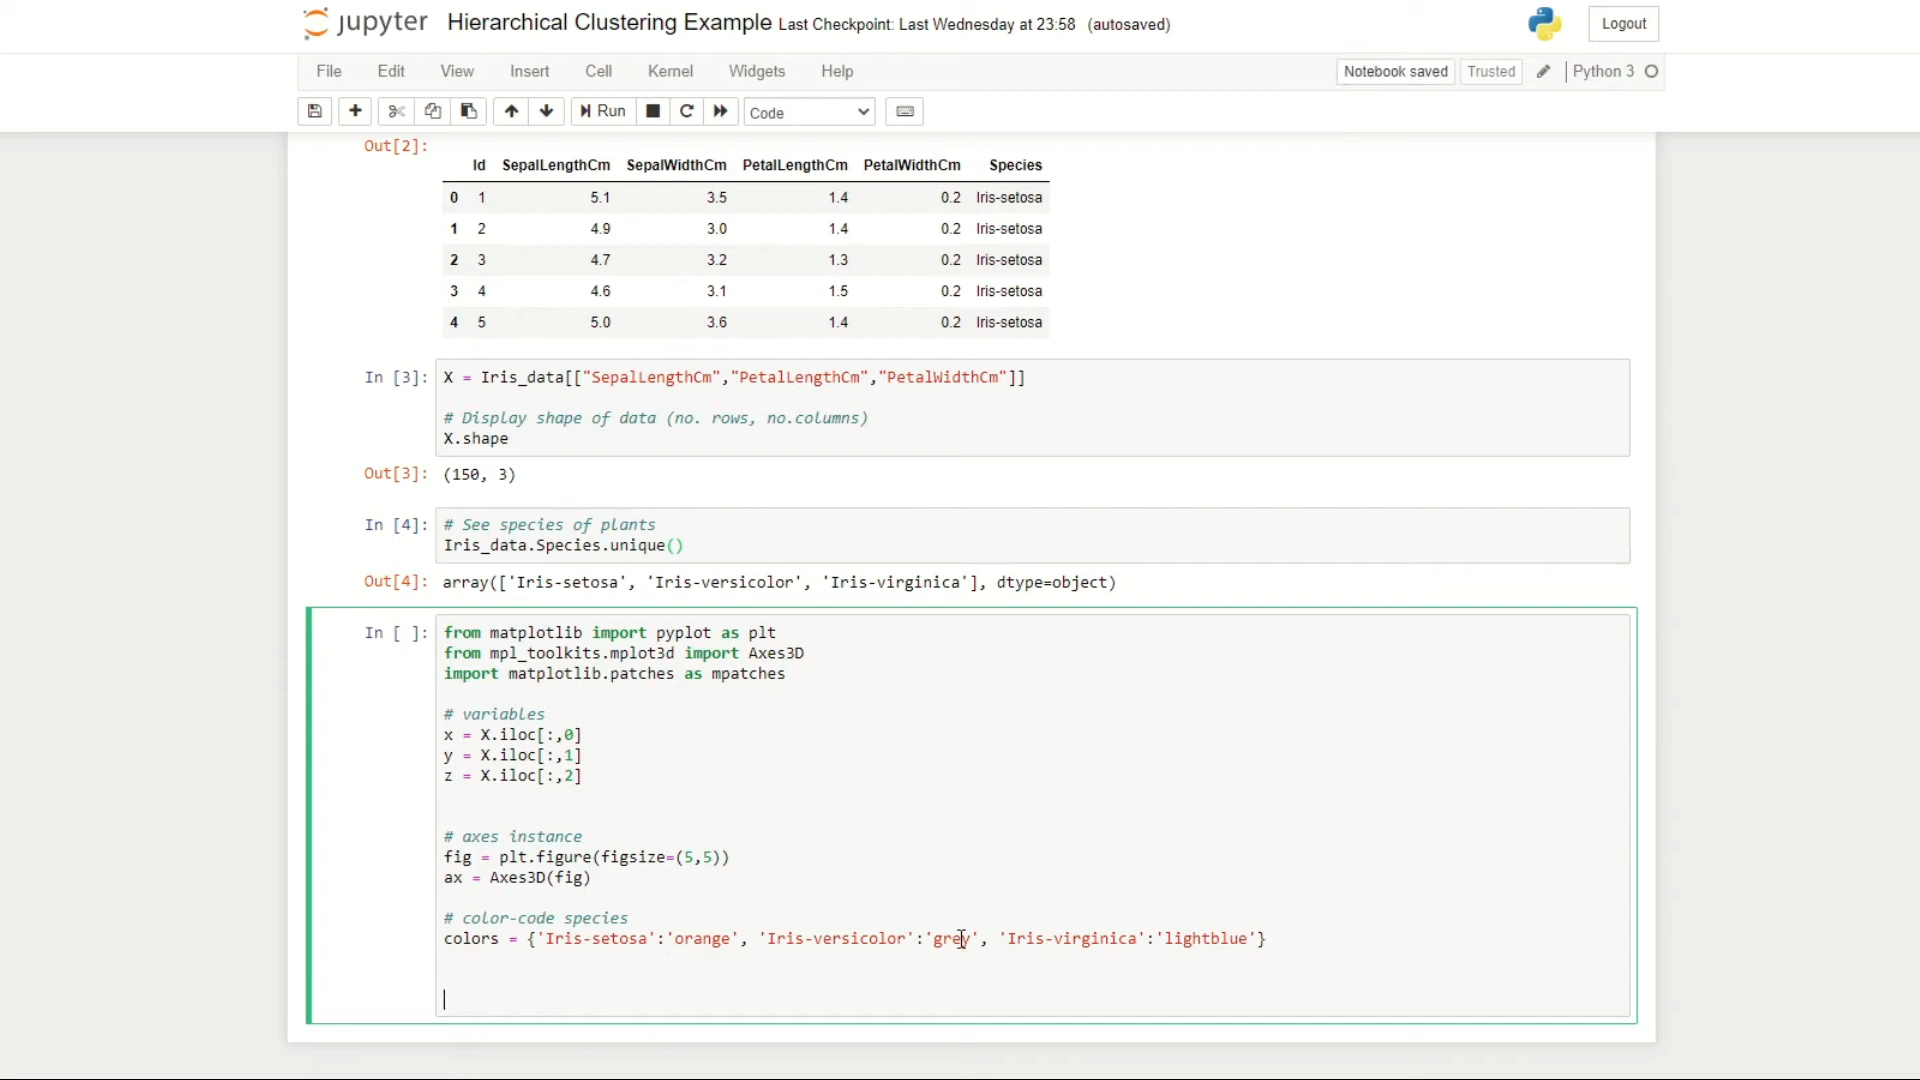 jupyter Hierarchical Clustering Example Last Checkpoint: Last Wednesday at 23:58 (autosaved) Logout
File Edit View Insert Cell Kernel Widgets Help Notebook saved Trusted Python 3
Run Code
Out[2]:
Id SepalLengthCm SepalWidthCm PetalLengthCm PetalWidthCm Species
0 1 5.1 3.5 1.4 0.2 Iris-setosa
1 2 4.9 3.0 1.4 0.2 Iris-setosa
2 3 4.7 3.2 1.3 0.2 Iris-setosa
3 4 4.6 3.1 1.5 0.2 Iris-setosa
4 5 5.0 3.6 1.4 0.2 Iris-setosa
In [3]: X = Iris_data[["SepalLengthCm","PetalLengthCm","PetalWidthCm"]]
# Display shape of data (no. rows, no.columns)
X.shape
Out[3]: (150, 3)
In [4]: # See species of plants
Iris_data.Species.unique()
Out[4]: array(['Iris-setosa', 'Iris-versicolor', 'Iris-virginica'], dtype=object)
In [ ]: from matplotlib import pyplot as plt
from mpl_toolkits.mplot3d import Axes3D
import matplotlib.patches as mpatches
# variables
x = X.iloc[:,0]
y = X.iloc[:,1]
z = X.iloc[:,2]
# axes instance
fig = plt.figure(figsize=(5,5))
ax = Axes3D(fig)
# color-code species
colors = {'Iris-setosa':'orange', 'Iris-versicolor':'grey', 'Iris-virginica':'lightblue'}